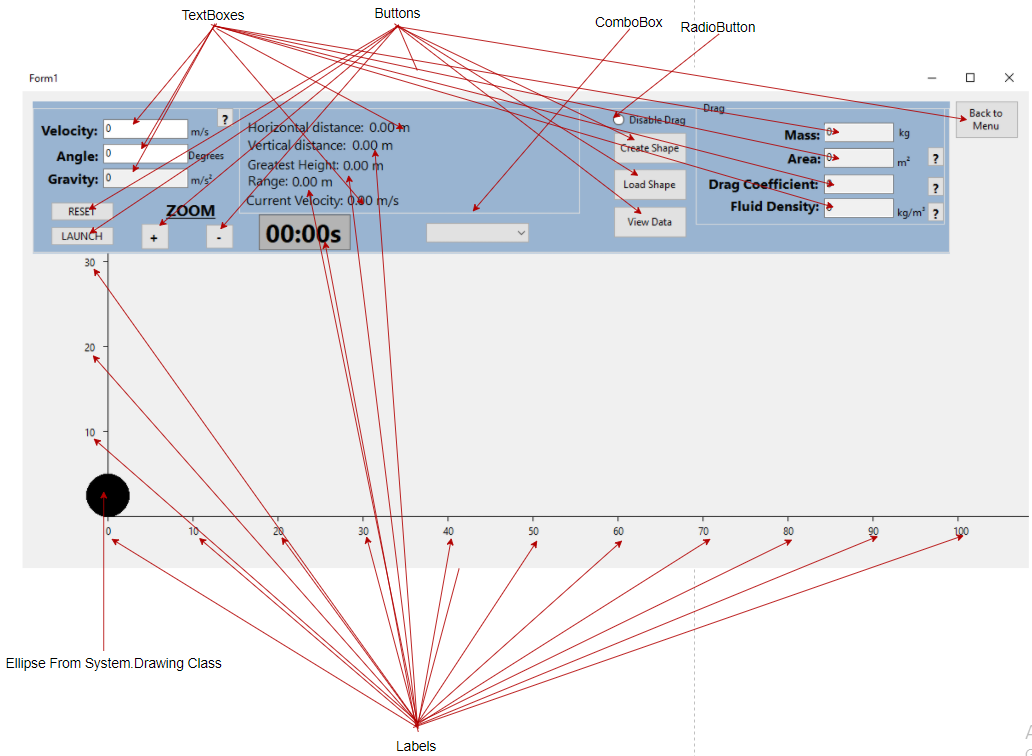 TextBoxes
Buttons
ComboBox
RadioButton
Form1
Velocity: 0 m/s
?
Angle: 0 Degrees
Gravity: 0 m/s²
RESET
LAUNCH
ZOOM
+
-
Horizontal distance: 0.00 m
Vertical distance: 0.00 m
Greatest Height: 0.00 m
Range: 0.00 m
Current Velocity: 0.00 m/s
00:00s
Disable Drag
Create Shape
Load Shape
View Data
Drag
Mass: 0 kg
Area: 0 m² ?
Drag Coefficient: ?
Fluid Density: kg/m² ?
Back to
Menu
30
20
10
0 10 20 30 40 50 60 70 80 90 100
Ellipse From System.Drawing Class
Labels